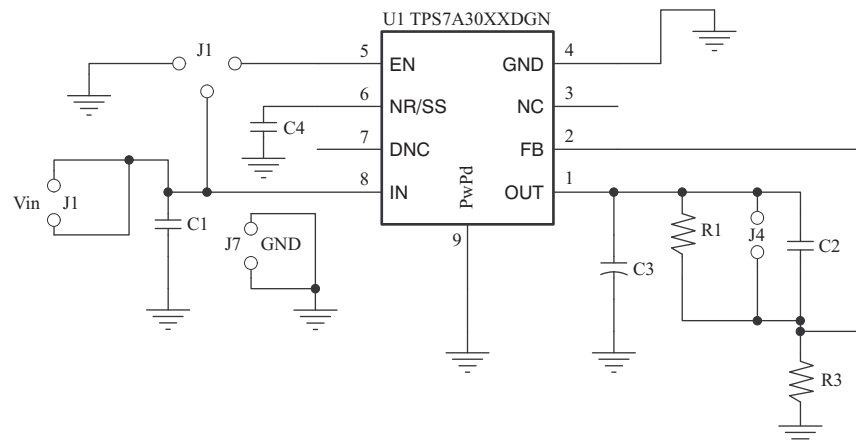 U1 TPS7A30XXDGN
J1
5
EN
GND
4
6
NR/SS
NC
3
C4
7
DNC
FB
2
8
IN
OUT
1
PwPd
9
Vin
J1
C1
J7
GND
C3
R1
J4
C2
R3